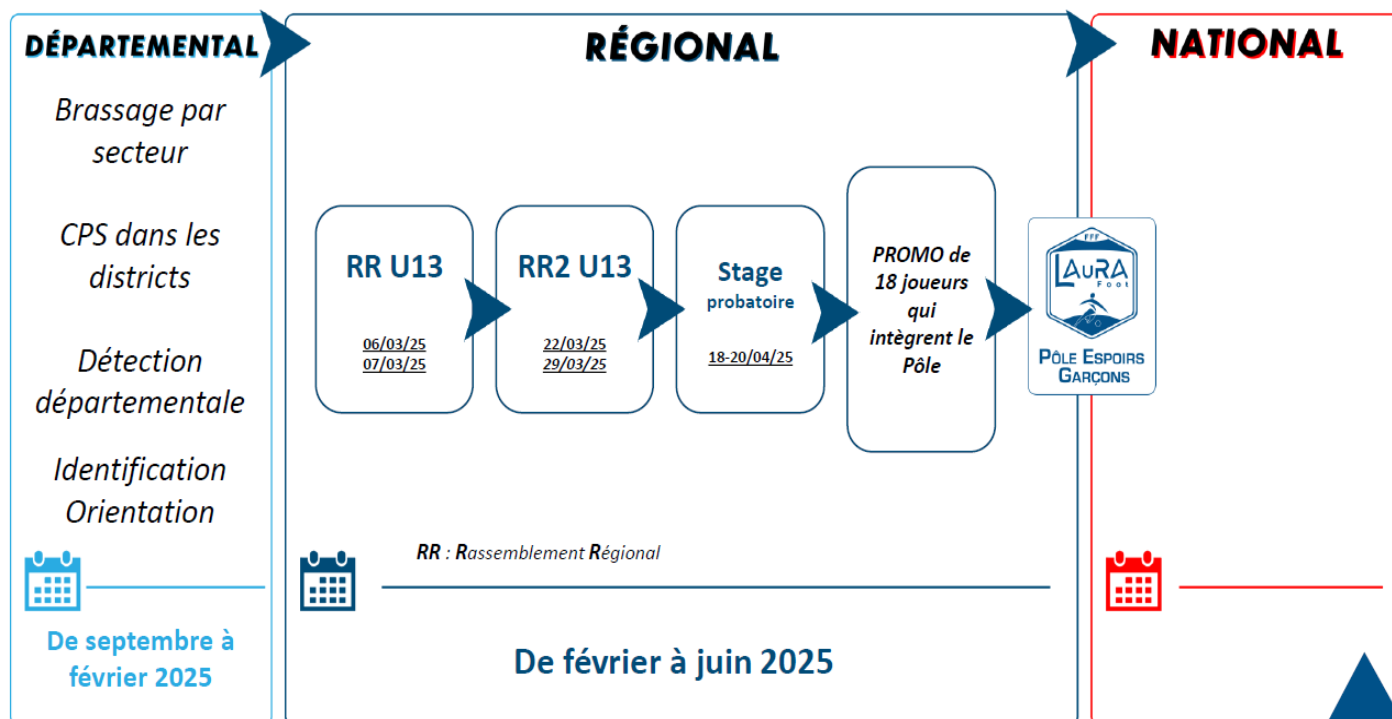 DÉPARTEMENTAL
Brassage par
secteur
CPS dans les
districts
Détection
départementale
Identification
Orientation
De septembre à
février 2025
RÉGIONAL
RR U13
06/03/25
07/03/25
RR2 U13
22/03/25
29/03/25
Stage
probatoire
18-20/04/25
PROMO de
18 joueurs
qui
intègrent le
Pôle
FFF
LAuRA
Foot
PÔLE ESPOIRS
GARÇONS
RR : Rassemblement Régional
De février à juin 2025
NATIONAL